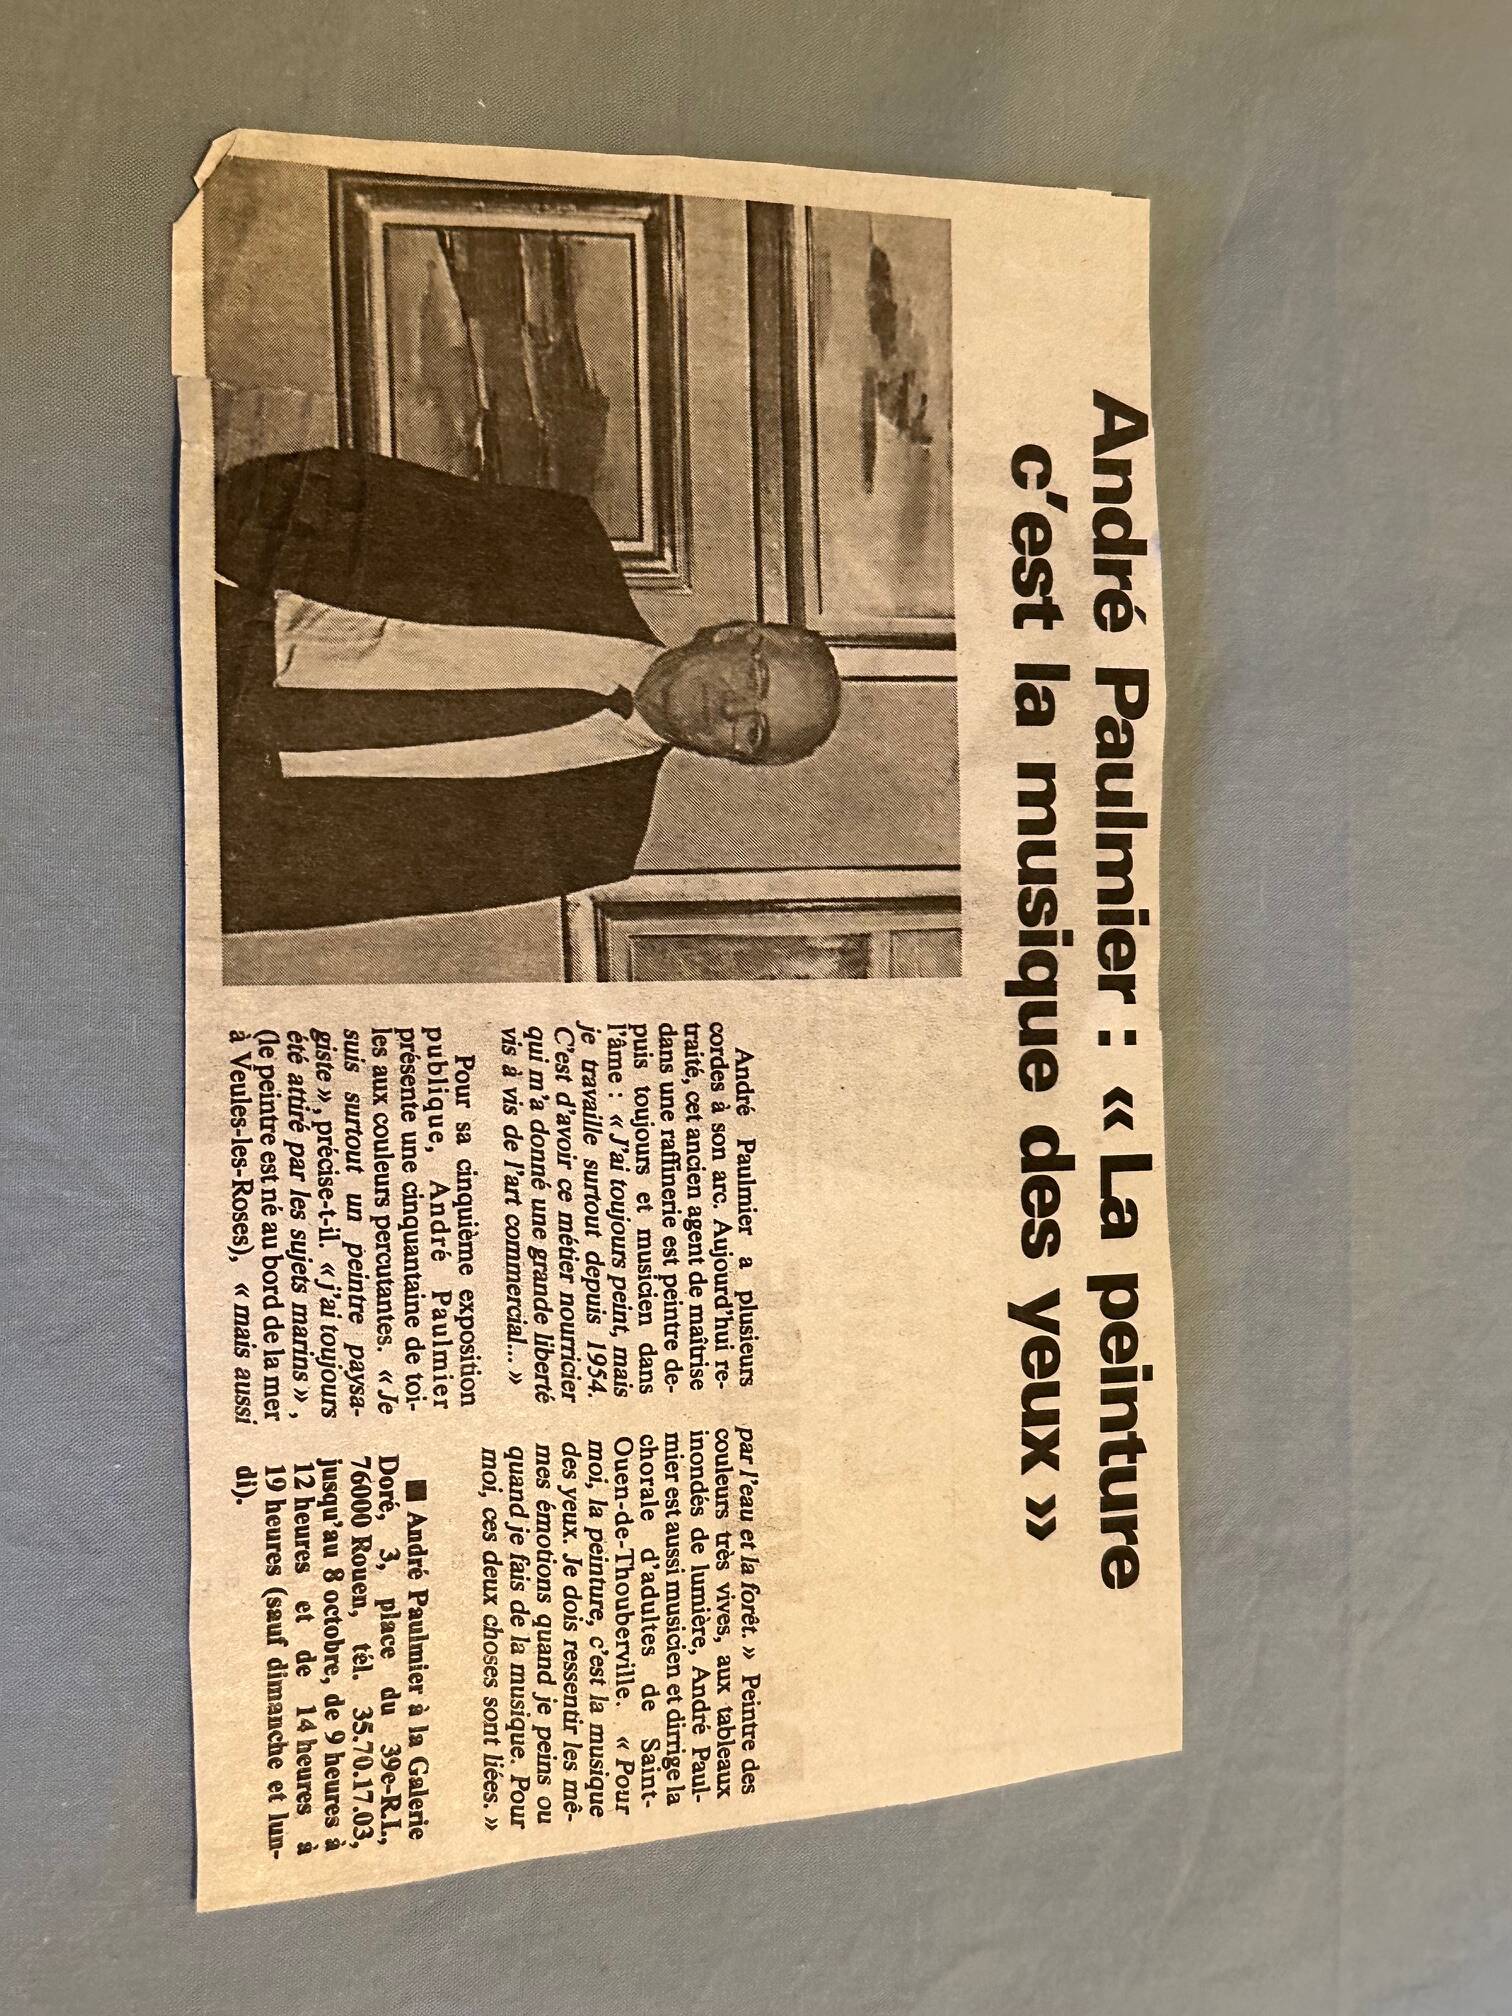 André Paulmier : « La peinture
c'est la musique des yeux »
André Paulmier a plusieurs
cordes à son arc. Aujourd'hui re-
traité, cet ancien agent de maîtrise
dans une raffinerie est peintre de-
puis toujours et musicien dans
l'âme : « J'ai toujours peint, mais
je travaille surtout depuis 1954.
C'est d'avoir ce métier nourricier
qui m'a donné une grande liberté
vis à vis de l'art commercial... »
Pour sa cinquième exposition
publique, André Paulmier
présente une cinquantaine de toi-
les aux couleurs percutantes. « Je
suis surtout un peintre paysa-
giste », précise-t-il. « j'ai toujours
été attiré par les sujets marins »,
(le peintre est né au bord de la mer
à Veules-les-Roses), « mais aussi
par l'eau et la forêt. » Peintre des
couleurs très vives, aux tableaux
inondés de lumière, André Paul-
mier est aussi musicien et dirrige la
chorale d'adultes de Saint-
Ouen-de-Thouberville. « Pour
moi, la peinture, c'est la musique
des yeux. Je dois ressentir les mê-
mes émotions quand je peins ou
quand je fais de la musique. Pour
moi, ces deux choses sont liées. »
■ André Paulmier à la Galerie
Doré, 3, place du 39e-R.I.,
76000 Rouen, tél. 35.70.17.03,
jusqu'au 8 octobre, de 9 heures à
12 heures et de 14 heures à
19 heures (sauf dimanche et lun-
di).